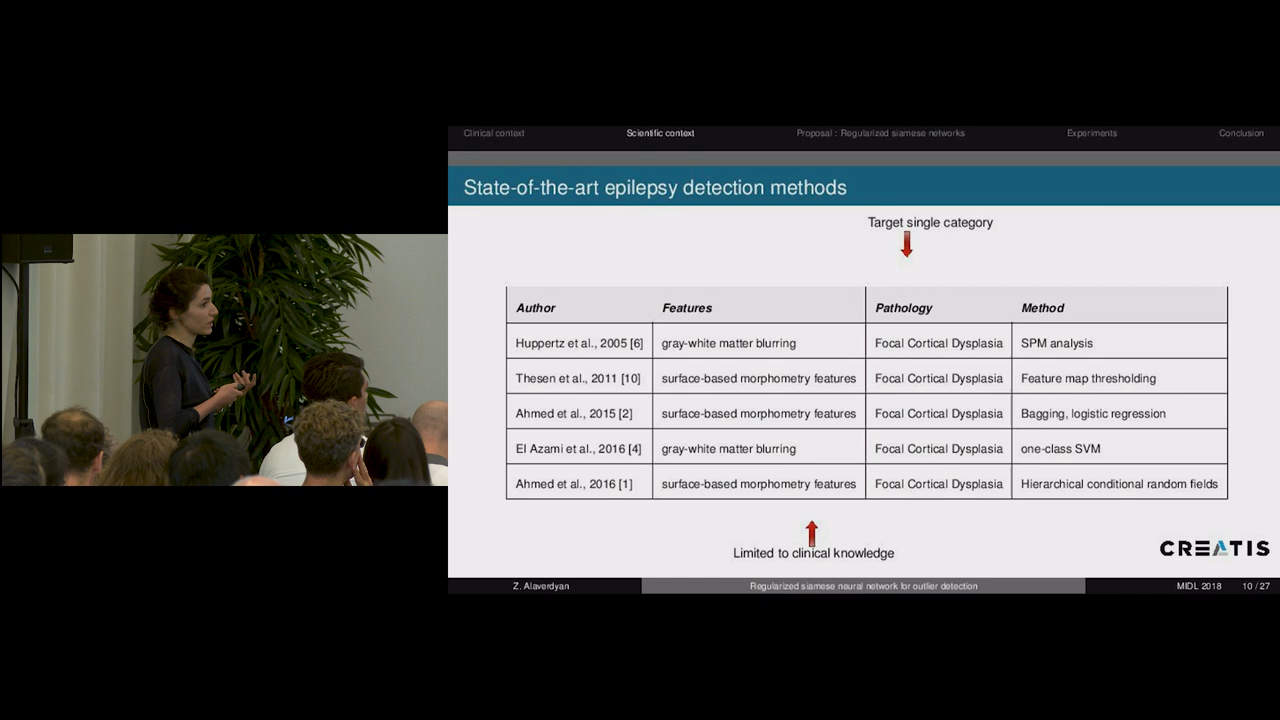 Clinical context Scientific context Proposal : Regularized siamese networks Experiments Conclusion
State-of-the-art epilepsy detection methods
Target single category
Author Features Pathology Method
Huppertz et al., 2005 [6] gray-white matter blurring Focal Cortical Dysplasia SPM analysis
Thesen et al., 2011 [10] surface-based morphometry features Focal Cortical Dysplasia Feature map thresholding
Ahmed et al., 2015 [2] surface-based morphometry features Focal Cortical Dysplasia Bagging, logistic regression
El Azami et al., 2016 [4] gray-white matter blurring Focal Cortical Dysplasia one-class SVM
Ahmed et al., 2016 [1] surface-based morphometry features Focal Cortical Dysplasia Hierarchical conditional random fields
Limited to clinical knowledge
CREATIS
Z. Alaverdyan Regularized siamese neural network for outlier detection MIDL 2018 10 / 27